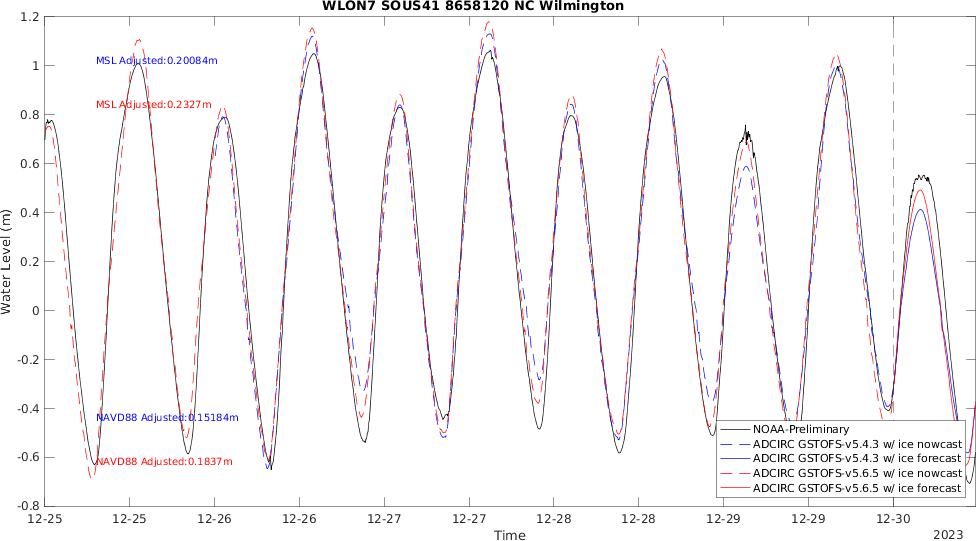 WLON7 SOUS41 8658120 NC Wilmington
1.2
1
0.8
0.6
0.4
0.2
0
-0.2
-0.4
-0.6
-0.8
Water Level (m)
MSL Adjusted:0.20084m
MSL Adjusted:0.2327m
NAVD88 Adjusted:0.15184m
NAVD88 Adjusted:0.1837m
NOAA-Preliminary
ADCIRC GSTOFS-v5.4.3 w/ ice nowcast
ADCIRC GSTOFS-v5.4.3 w/ ice forecast
ADCIRC GSTOFS-v5.6.5 w/ ice nowcast
ADCIRC GSTOFS-v5.6.5 w/ ice forecast
12-25 12-25 12-26 12-26 12-27 12-27 12-28 12-28 12-29 12-29 12-30
Time
2023